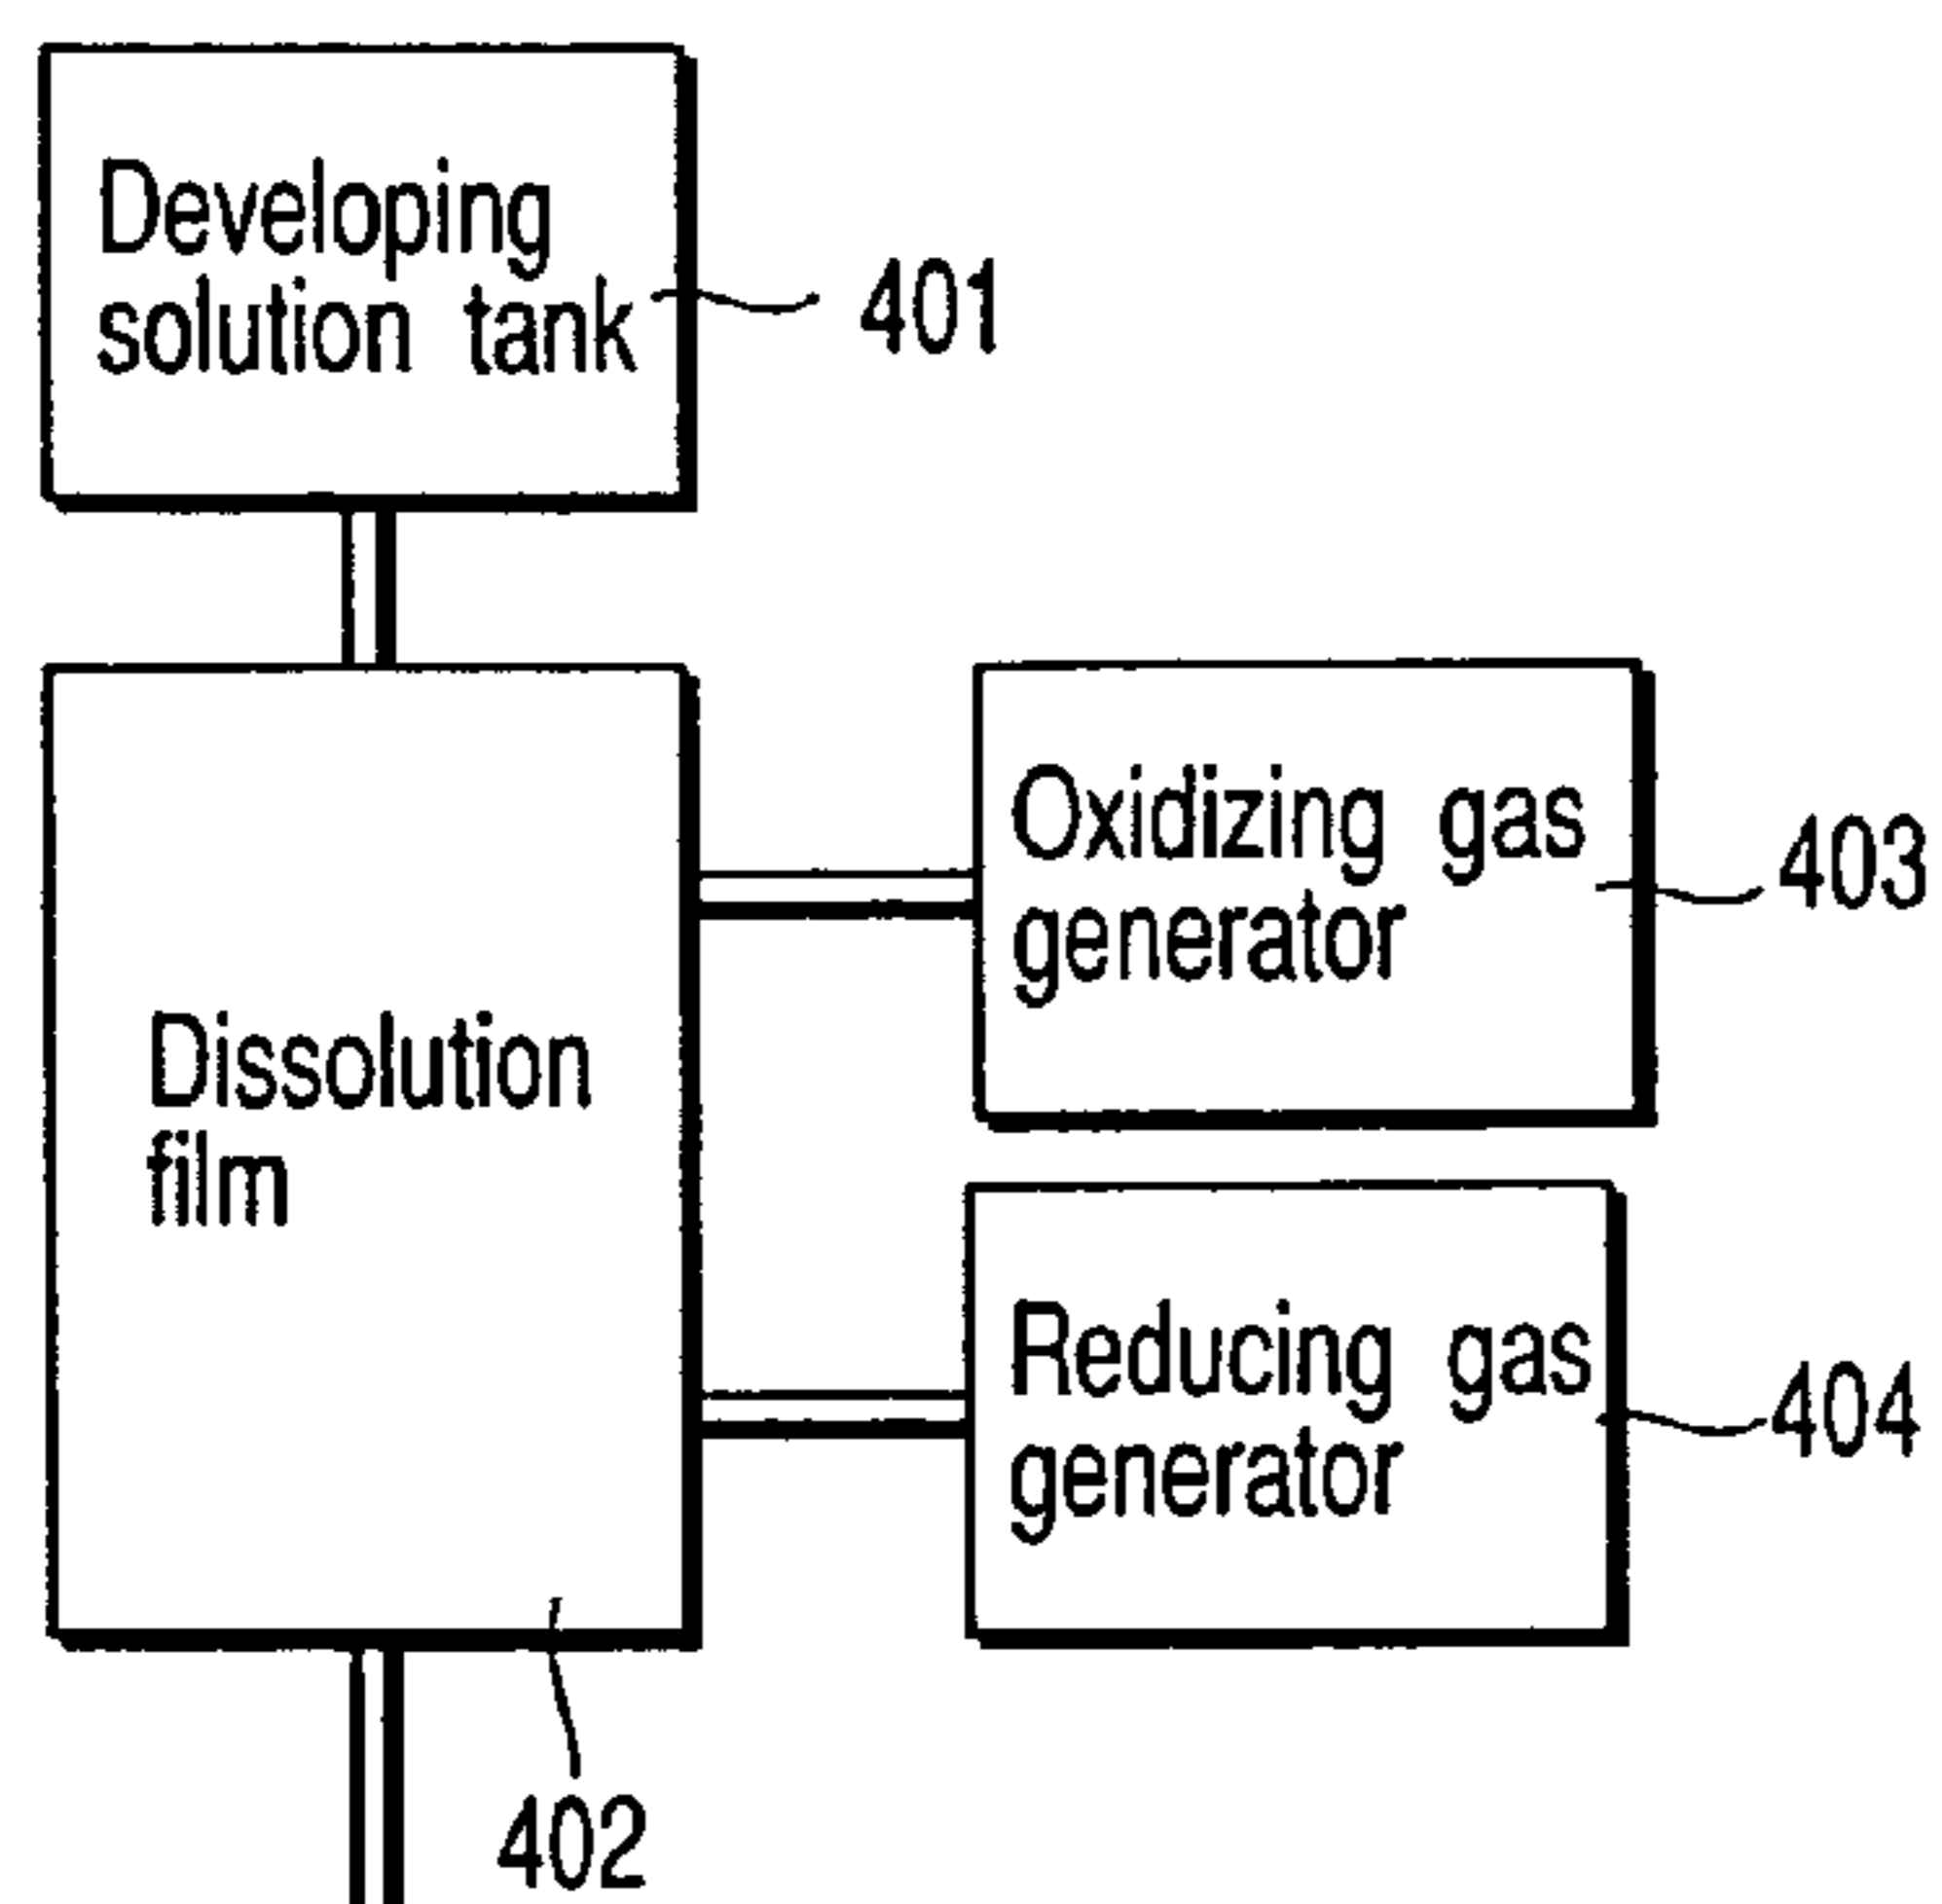 Developing
solution tank
401
Oxidizing gas
generator
403
Dissolution
film
Reducing gas
generator
404
402